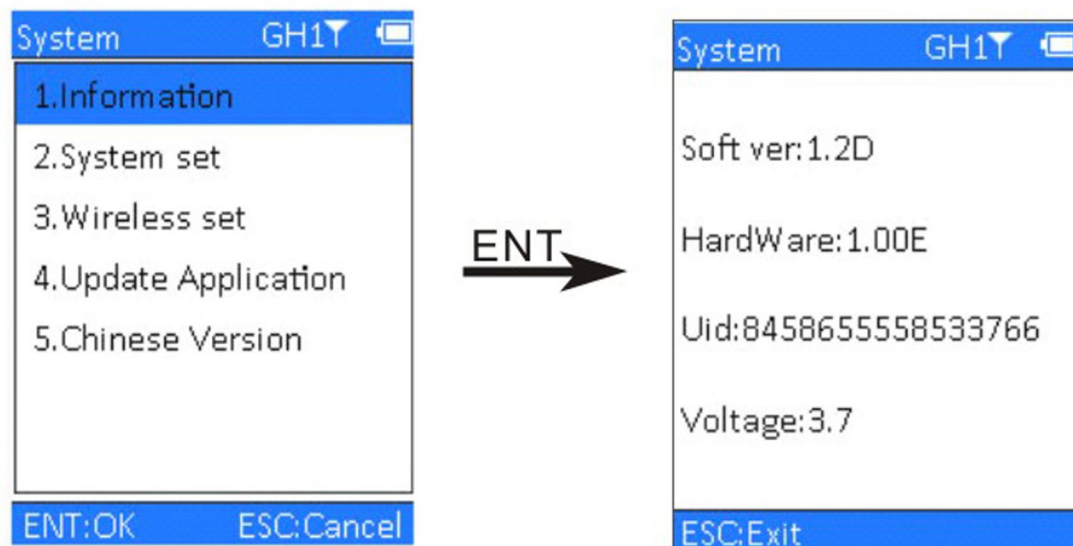 System GH1
1.Information
2.System set
3.Wireless set
4.Update Application
5.Chinese Version
ENT:OK ESC:Cancel
ENT
System GH1
Soft ver:1.2D
HardWare:1.00E
Uid:8458655558533766
Voltage:3.7
ESC:Exit